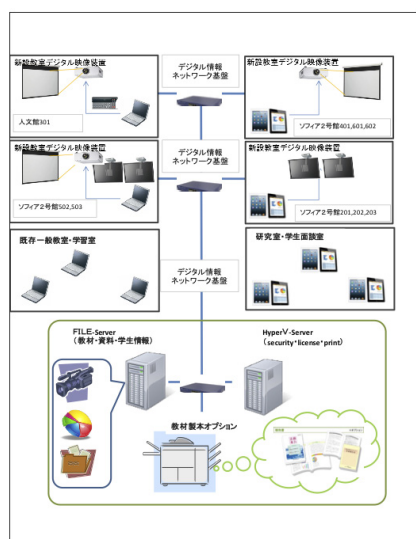 デジタル情報
ネットワーク基盤
新設教室デジタル映像装置
人文館301
新設教室デジタル映像装置
ソフィア2号館401,601,602
デジタル情報
ネットワーク基盤
新設教室デジタル映像装置
ソフィア2号館502,503
新設教室デジタル映像装置
ソフィア2号館201,202,203
既存一般教室・学習室
デジタル情報
ネットワーク基盤
研究室・学生面談室
FILE-Server
(教材・資料・学生情報)
HyperV-Server
(security・license・print)
教材製本オプション